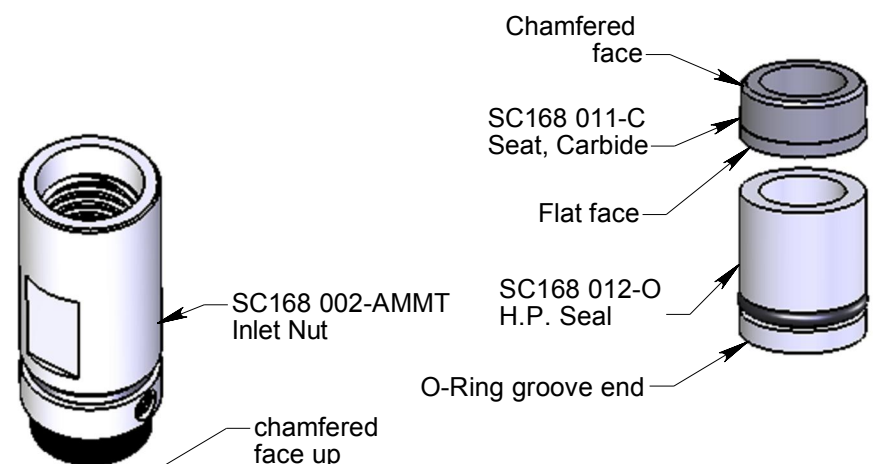 Chamfered
face
SC168 011-C
Seat, Carbide
Flat face
SC168 002-AMMT
Inlet Nut
SC168 012-O
H.P. Seal
O-Ring groove end
chamfered
face up